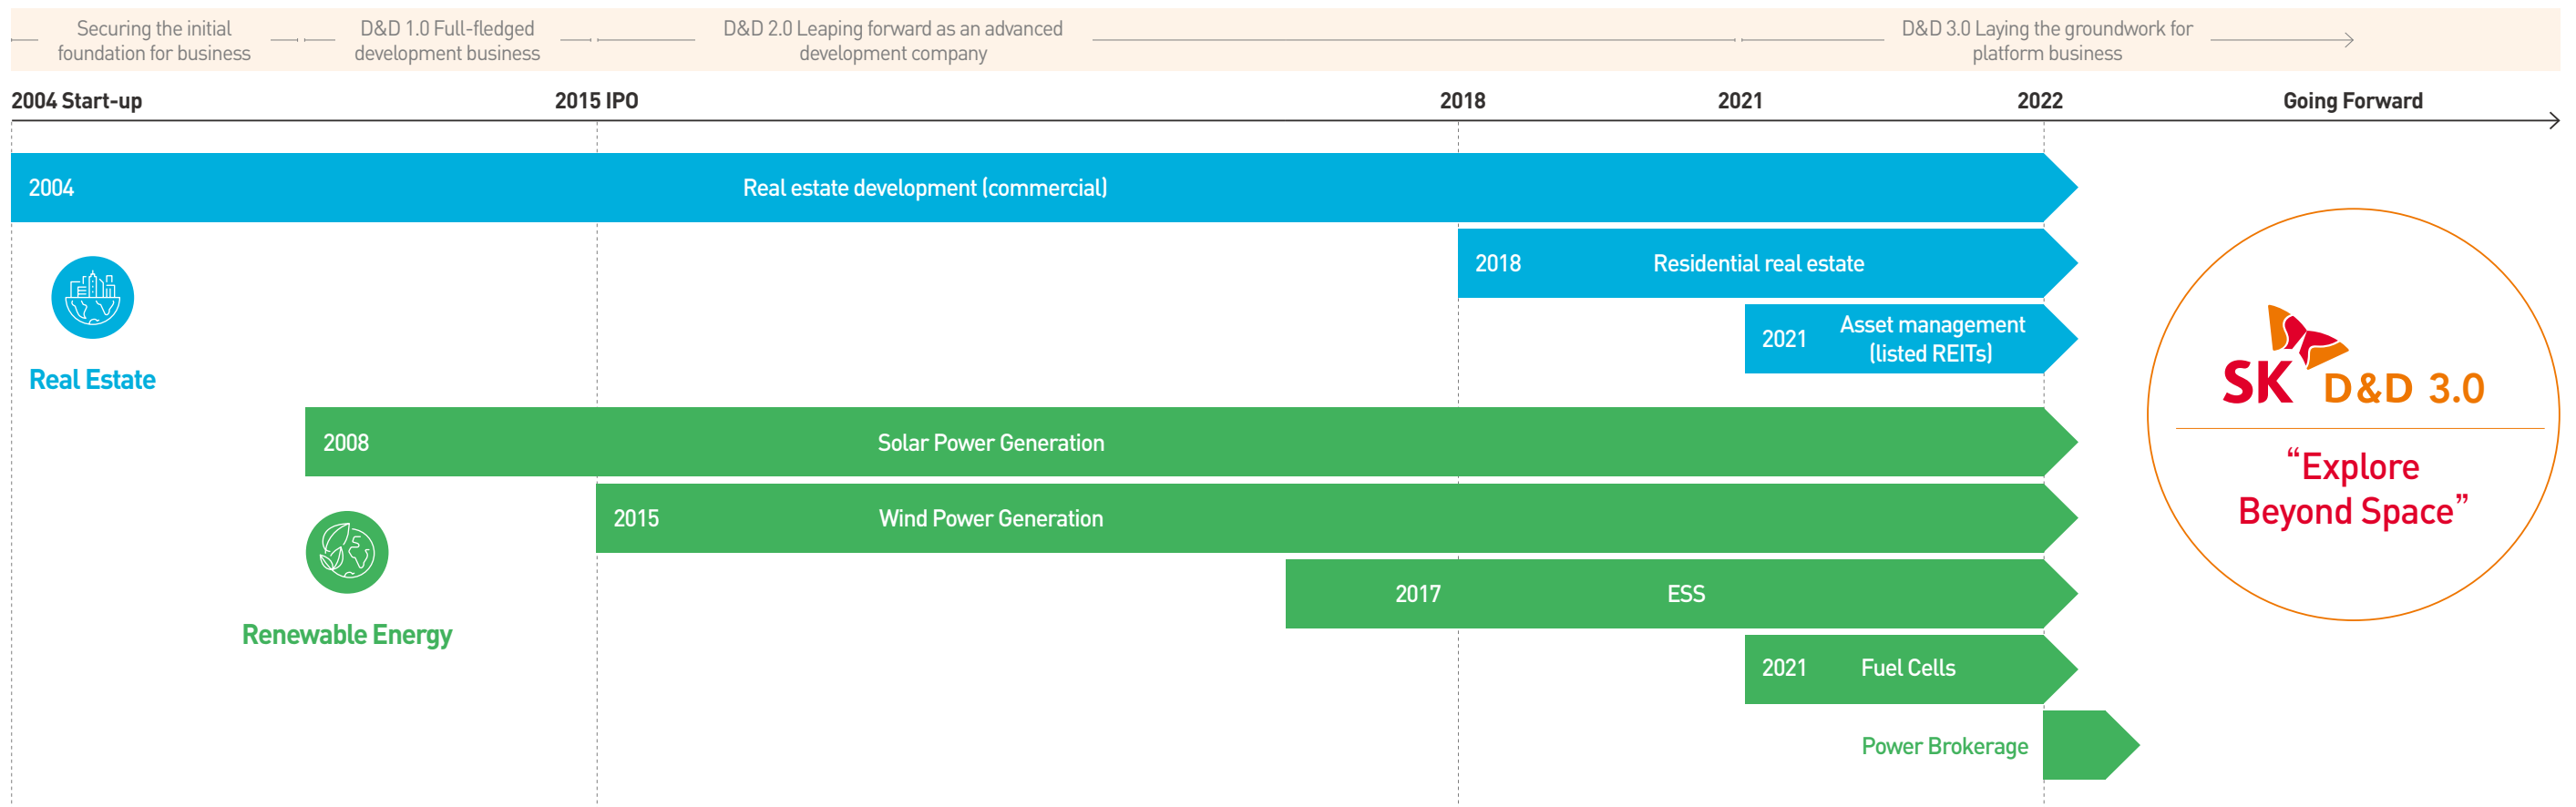 Securing the initial
foundation for business
D&D 1.0 Full-fledged
development business
D&D 2.0 Leaping forward as an advanced
development company
D&D 3.0 Laying the groundwork for
platform business
2004 Start-up
2015 IPO
2018
2021
2022
Going Forward
2004
Real estate development (commercial)
2018
Residential real estate
2021
Asset management
(listed REITs)
Real Estate
2008
Solar Power Generation
2015
Wind Power Generation
2017
ESS
Renewable Energy
2021
Fuel Cells
Power Brokerage
SK D&D 3.0
“Explore
Beyond Space”